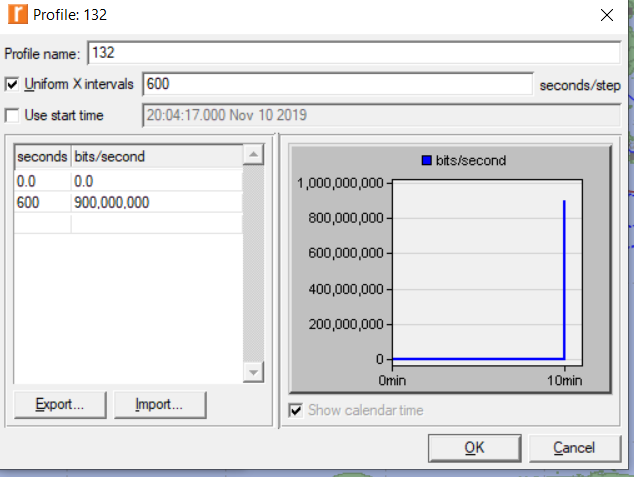 Profile: 132
Profile name: 132
Uniform X intervals 600 seconds/step
Use start time 20:04:17.000 Nov 10 2019
seconds bits/second
0.0 0.0
600 900,000,000
Export... Import...
bits/second
1,000,000,000
800,000,000
600,000,000
400,000,000
200,000,000
0
0min 10min
Show calendar time
OK Cancel